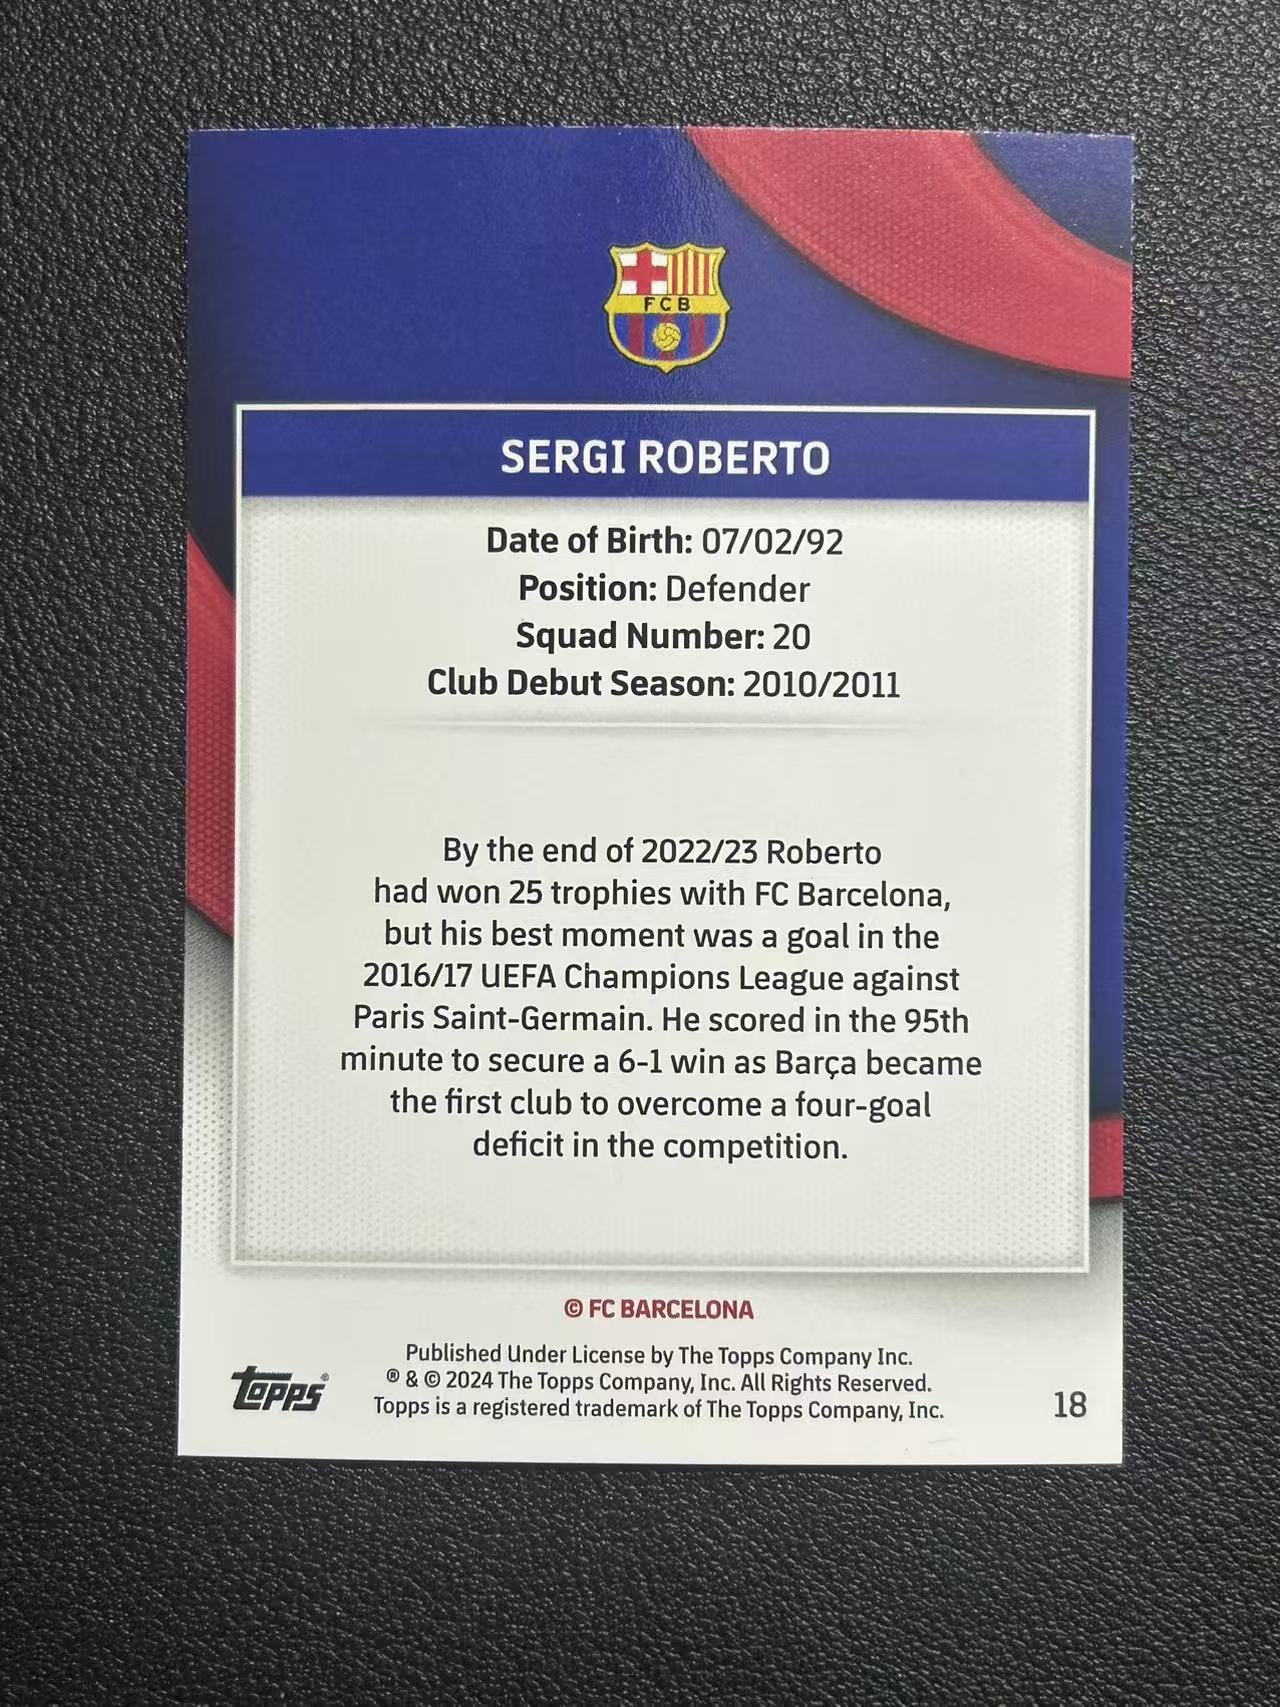 FCB
SERGI ROBERTO
Date of Birth: 07/02/92
Position: Defender
Squad Number: 20
Club Debut Season: 2010/2011
By the end of 2022/23 Roberto
had won 25 trophies with FC Barcelona,
but his best moment was a goal in the
2016/17 UEFA Champions League against
Paris Saint-Germain. He scored in the 95th
minute to secure a 6-1 win as Barça became
the first club to overcome a four-goal
deficit in the competition.
© FC BARCELONA
Published Under License by The Topps Company Inc.
® & © 2024 The Topps Company, Inc. All Rights Reserved.
Topps is a registered trademark of The Topps Company, Inc.
topps®
18